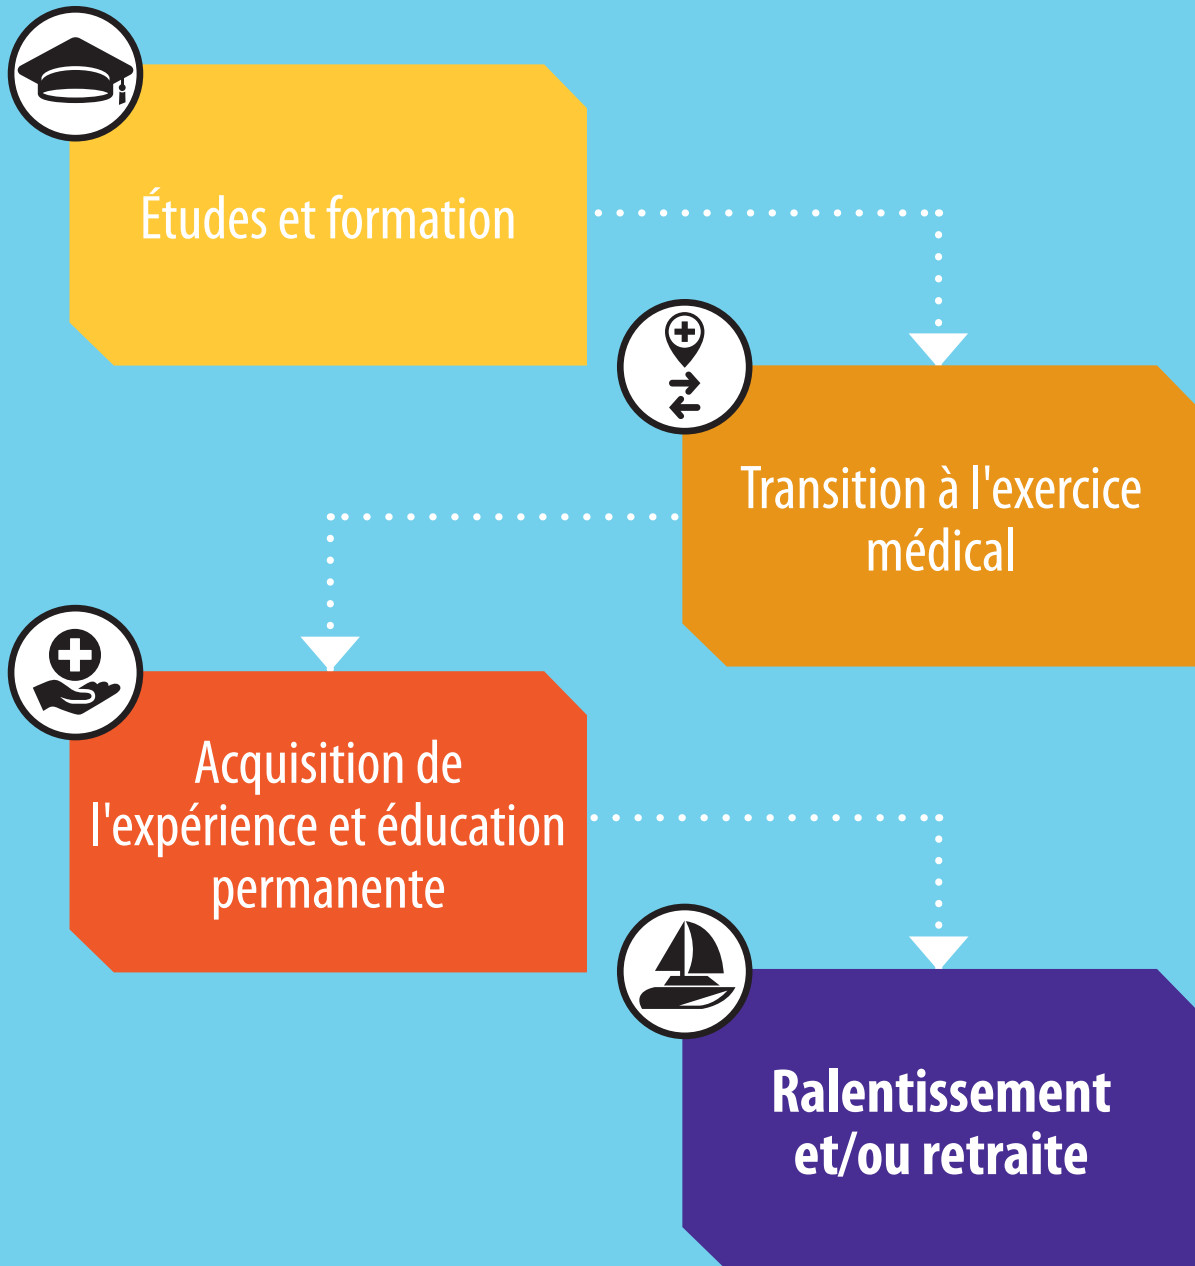 Études et formation
Transition à l'exercice
médical
Acquisition de
l'expérience et éducation
permanente
Ralentissement
et/ou retraite